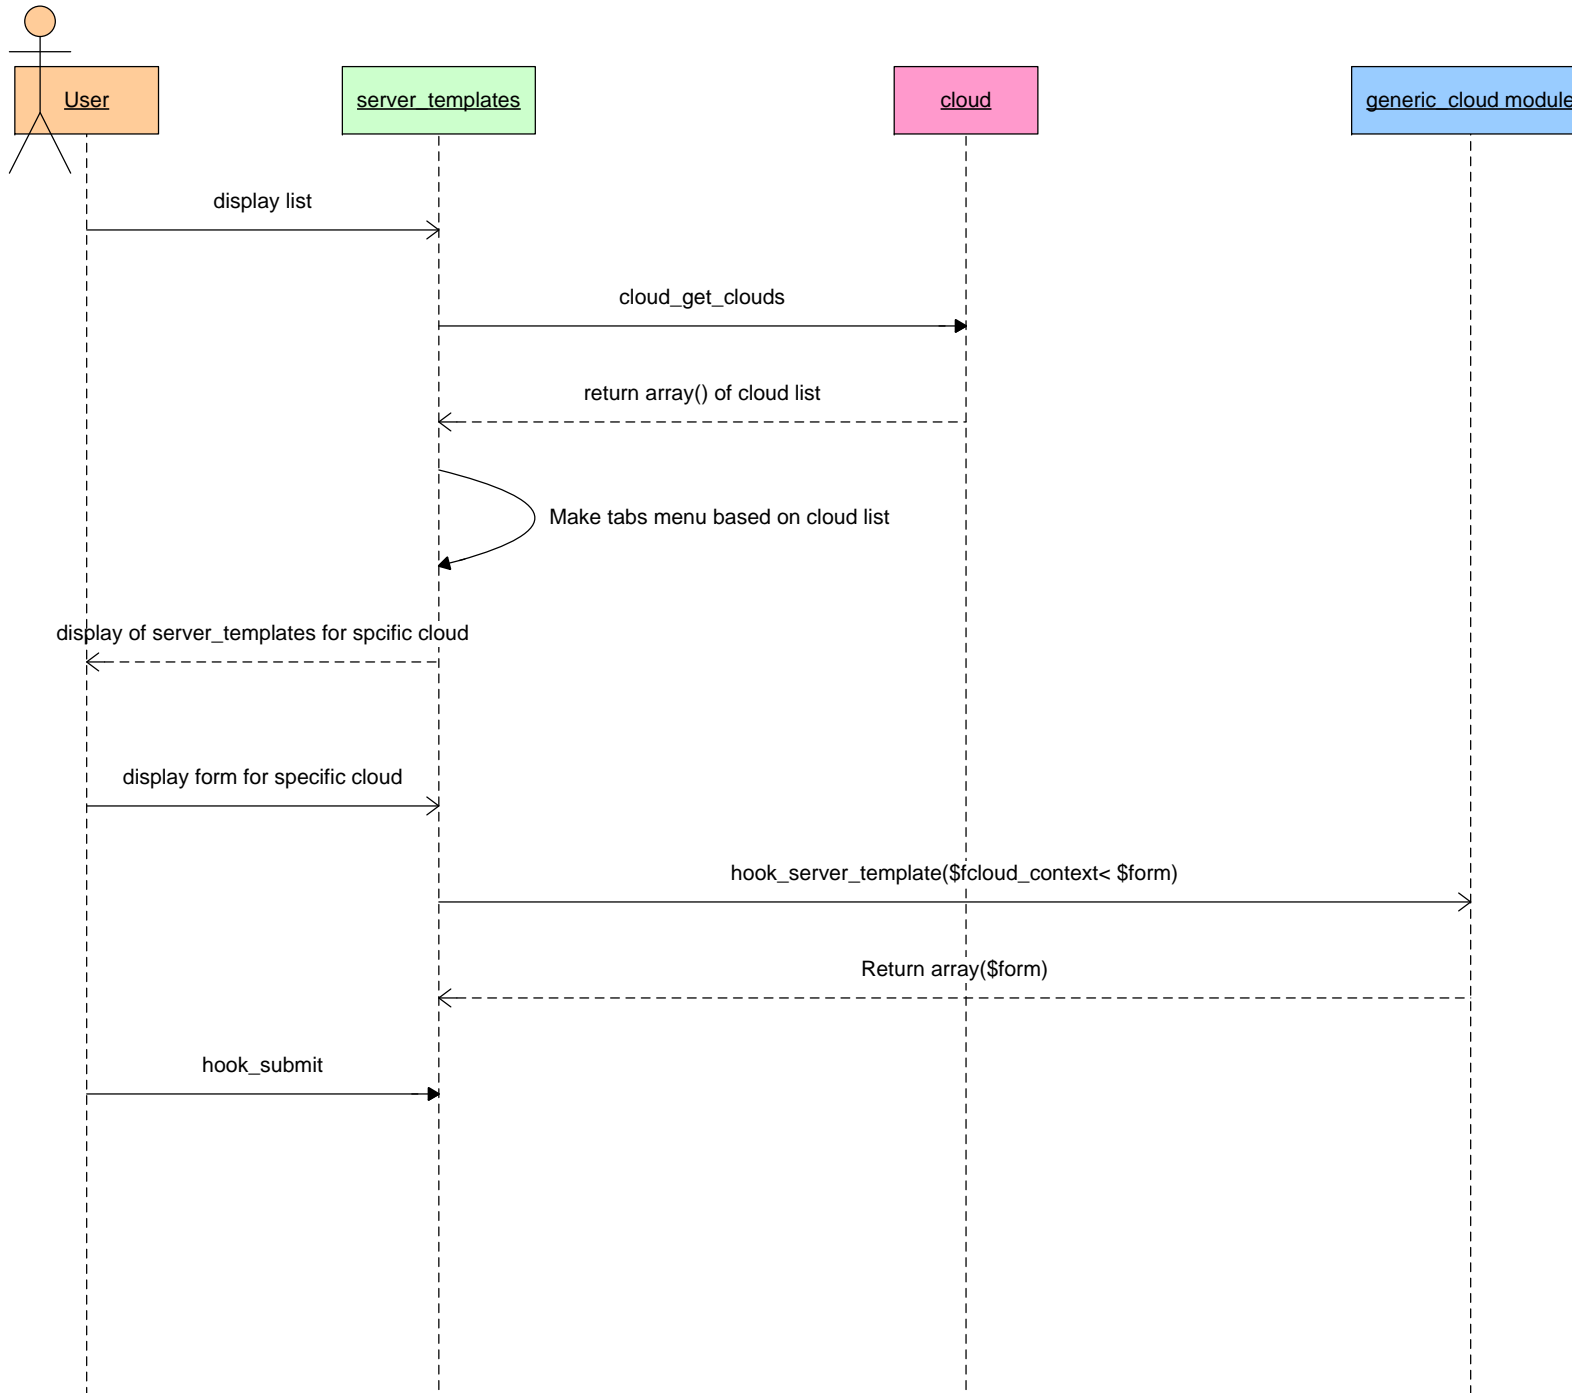 User
server_templates
cloud
generic_cloud module
display list
cloud_get_clouds
return array() of cloud list
Make tabs menu based on cloud list
display of server_templates for spcific cloud
display form for specific cloud
hook_server_template($fcloud_context< $form)
Return array($form)
hook_submit